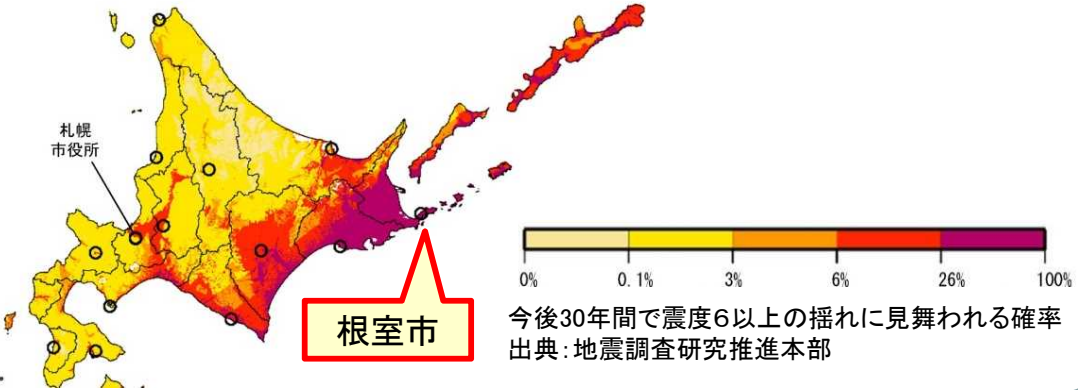 札幌
市役所
根室市
0%
0.1%
3%
6%
26%
100%
今後30年間で震度6以上の揺れに見舞われる確率
出典:地震調査研究推進本部